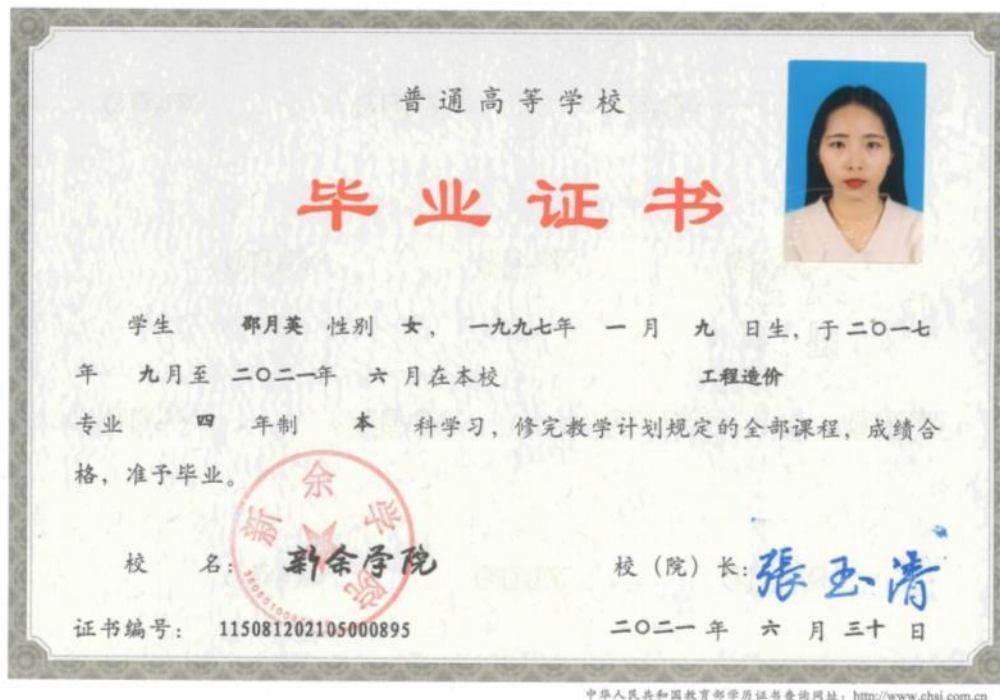 普通高等学校
毕业证书
学生 邵月英 性别 女， 一九九七年 一 月 九 日生，于二〇一七
年 九月至 二〇二一年 六 月在本校 工程造价
专业 四 年制 本 科学习，修完教学计划规定的全部课程，成绩合
格，准予毕业。
新余学院
校 名： 新余学院
校（院）长： 張玉清
证书编号： 115081202105000895
二〇二一 年 六 月 三十 日
中华人民共和国教育部学历证书查询网址：http://www.chsi.com.cn